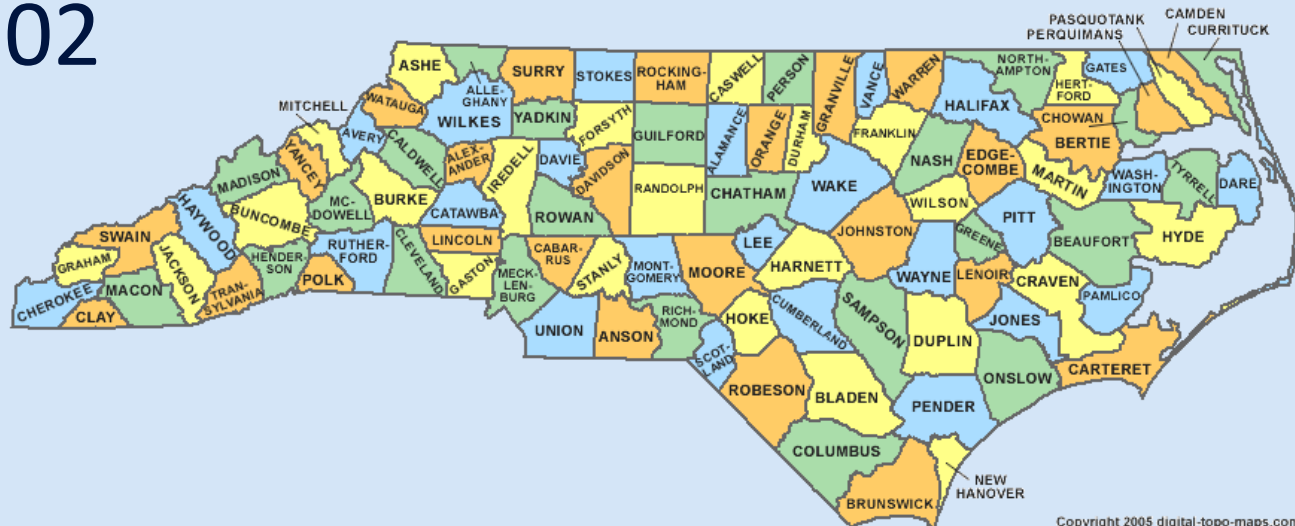 02
PASQUOTANK
PERQUIMANS
CAMDEN
CURRITUCK
ASHE
ALLE-
GHANY
SURRY
STOKES
ROCKING-
HAM
CASWELL
PERSON
GRANVILLE
VANCE
WARREN
NORTH-
AMPTON
HERT-
FORD
GATES
MITCHELL
WATAUGA
WILKES
YADKIN
FORSYTH
GUILFORD
ALAMANCE
ORANGE
DURHAM
FRANKLIN
HALIFAX
CHOWAN
BERTIE
AVERY
CALDWELL
ALEX-
ANDER
IREDELL
DAVIE
DAVIDSON
RANDOLPH
CHATHAM
WAKE
NASH
EDGE-
COMBE
MARTIN
WASH-
INGTON
TYRRELL
DARE
MADISON
YANCEY
MC-
DOWELL
BURKE
CATAWBA
ROWAN
WILSON
PITT
HAYWOOD
BUNCOMBE
SWAIN
GRAHAM
CHEROKEE
CLAY
MACON
JACKSON
TRAN-
SYLVANIA
HENDER-
SON
POLK
RUTHER-
FORD
CLEVELAND
LINCOLN
GASTON
MECK-
LEN-
BURG
CABAR-
RUS
STANLY
MONT-
GOMERY
MOORE
LEE
HARNETT
JOHNSTON
WAYNE
GREENE
LENOIR
CRAVEN
BEAUFORT
HYDE
PAMLICO
UNION
ANSON
RICH-
MOND
SCOT-
LAND
HOKE
CUMBERLAND
SAMPSON
DUPLIN
JONES
ONSLOW
CARTERET
ROBESON
BLADEN
PENDER
COLUMBUS
BRUNSWICK
NEW
HANOVER
Copyright 2005 digital-topo-maps.com